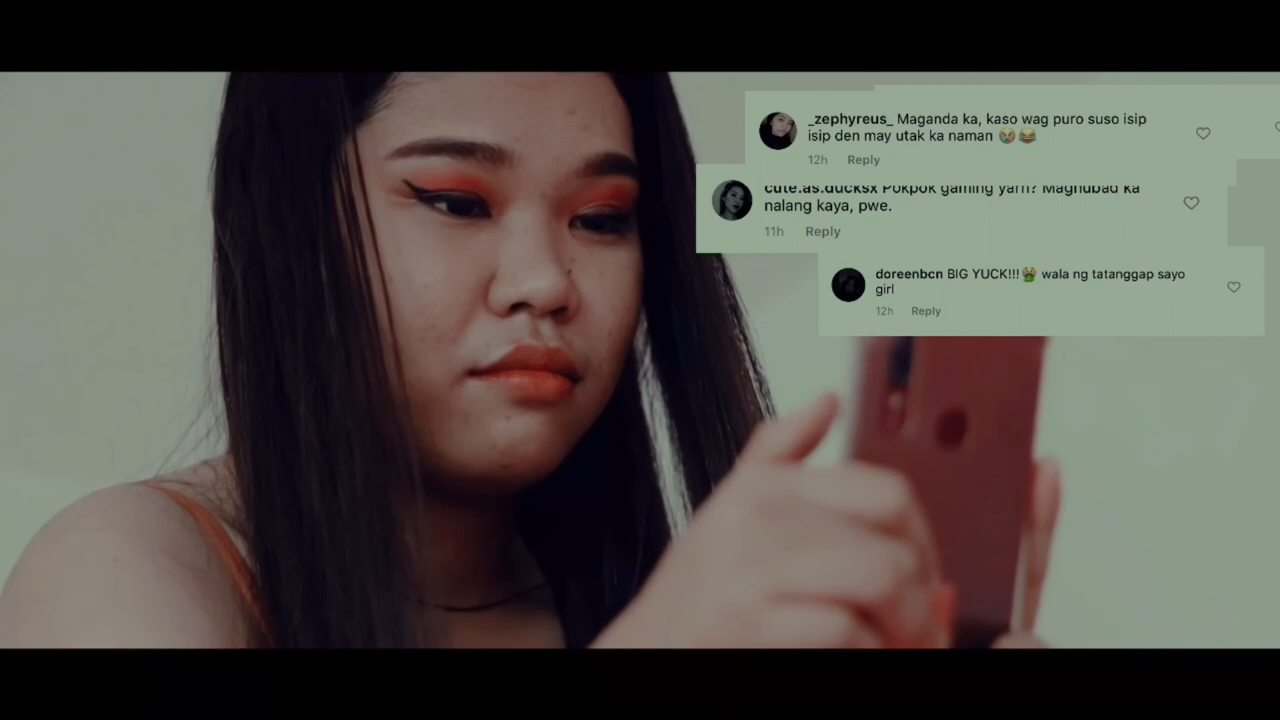 _zephyreus_ Maganda ka, kaso wag puro suso isip
isip den may utak ka naman 😢😂
12h Reply
cute.as.ducksx Pokpok gaming yarn? Maghubad ka
nalang kaya, pwe.
11h Reply
doreenbcn BIG YUCK!!!🤮 wala ng tatanggap sayo
girl
12h Reply